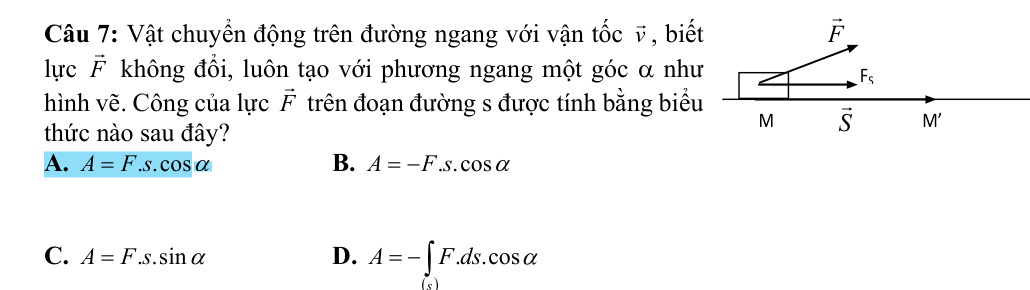 Câu 7: Vật chuyển động trên đường ngang với vận tốc v⃗, biết
lực F⃗ không đổi, luôn tạo với phương ngang một góc α như
hình vẽ. Công của lực F⃗ trên đoạn đường s được tính bằng biểu
thức nào sau đây?
F⃗
Fₛ
M S⃗ M'
A. A = F.s.cos α B. A = −F.s.cos α
C. A = F.s.sin α D. A = −∫(s) F.ds.cos α